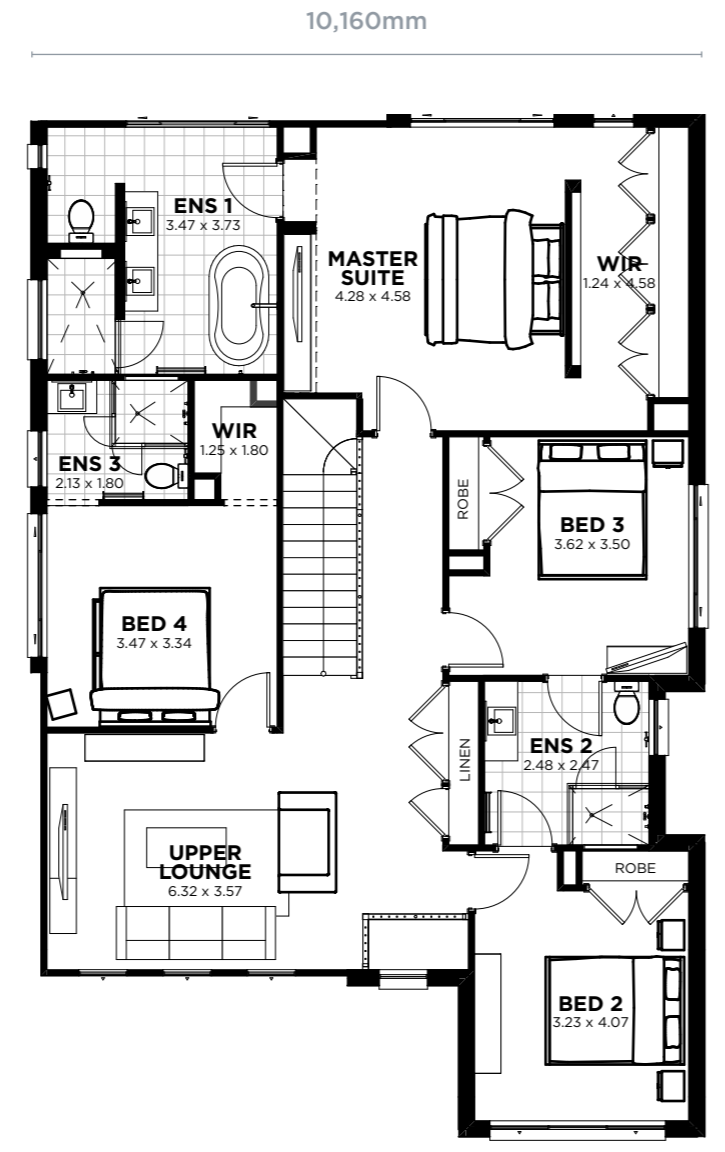 10,160mm
ENS 1
3.47 x 3.73
MASTER
SUITE
4.28 x 4.58
WIR
1.24 x 4.58
WIR
1.25 x 1.80
ENS 3
2.13 x 1.80
ROBE
BED 3
3.62 x 3.50
BED 4
3.47 x 3.34
LINEN
ENS 2
2.48 x 2.47
UPPER
LOUNGE
6.32 x 3.57
ROBE
BED 2
3.23 x 4.07